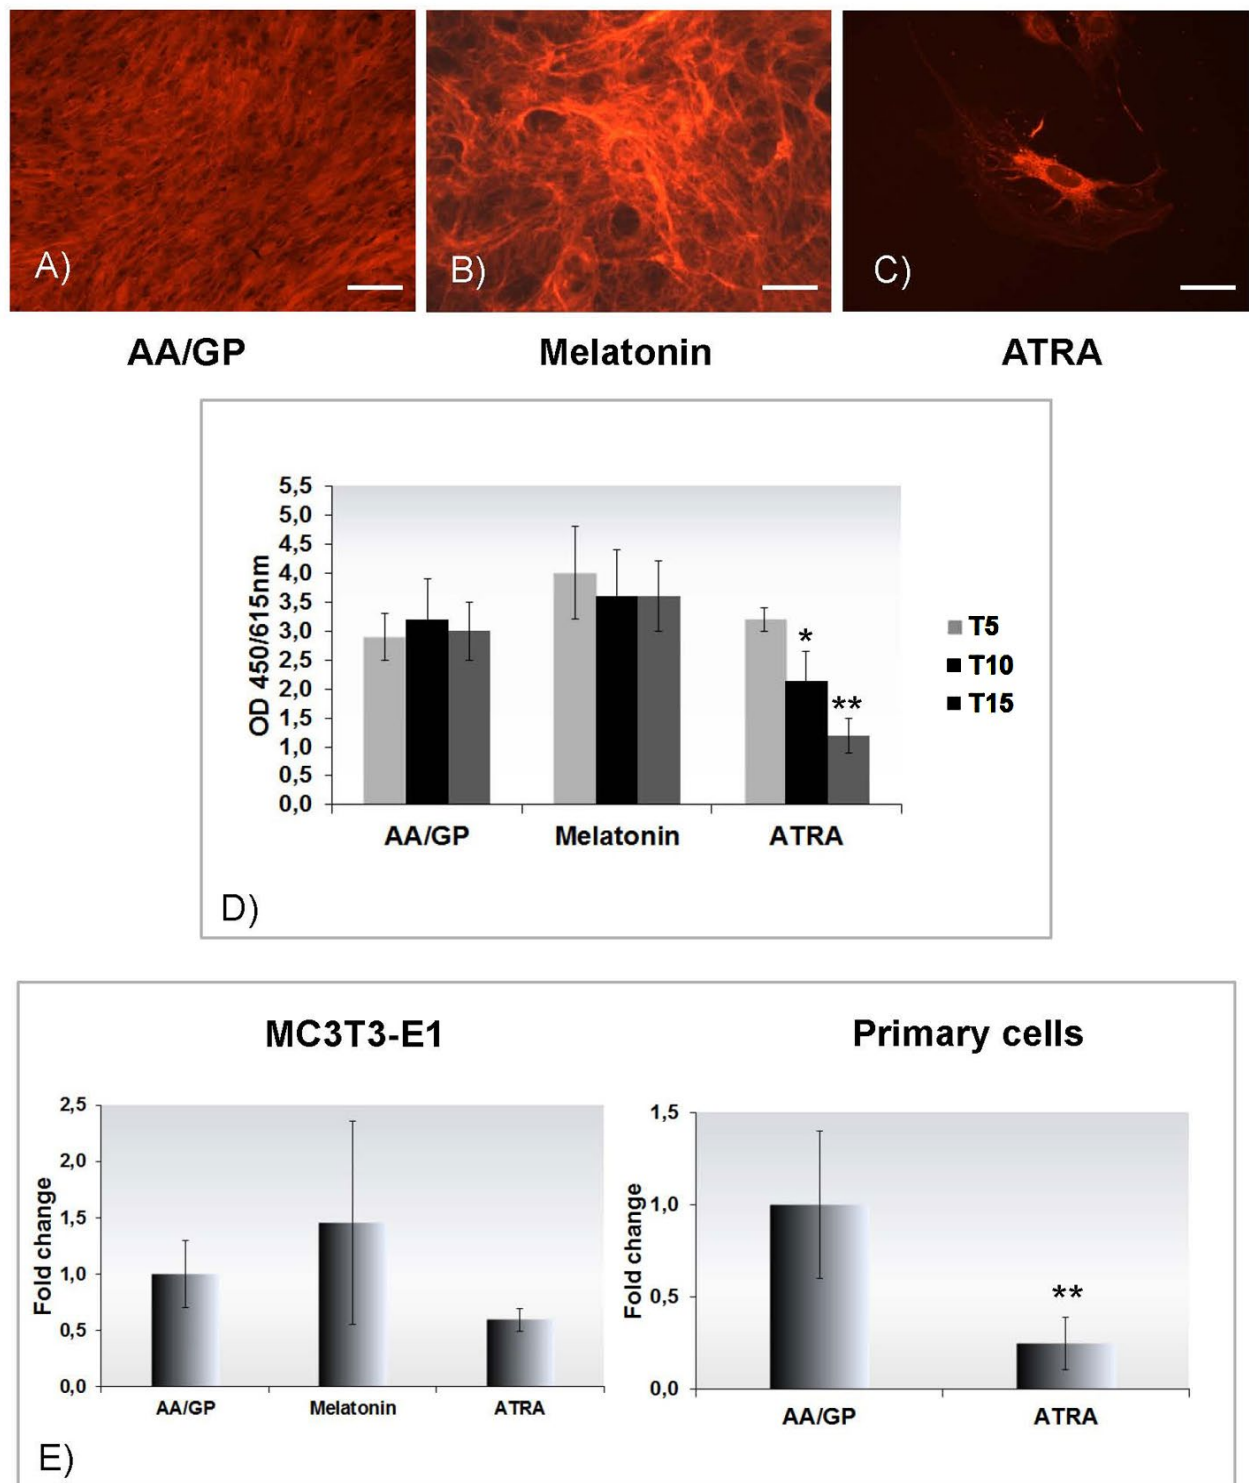 A)
B)
C)
AA/GP
Melatonin
ATRA
5,5
5,0
4,5
4,0
3,5
3,0
2,5
2,0
1,5
1,0
0,5
0,0
OD 450/615nm
*
**
AA/GP
Melatonin
ATRA
T5
T10
T15
D)
MC3T3-E1
2,5
2,0
1,5
1,0
0,5
0,0
Fold change
AA/GP
Melatonin
ATRA
Primary cells
1,5
1,0
0,5
0,0
Fold change
**
AA/GP
ATRA
E)